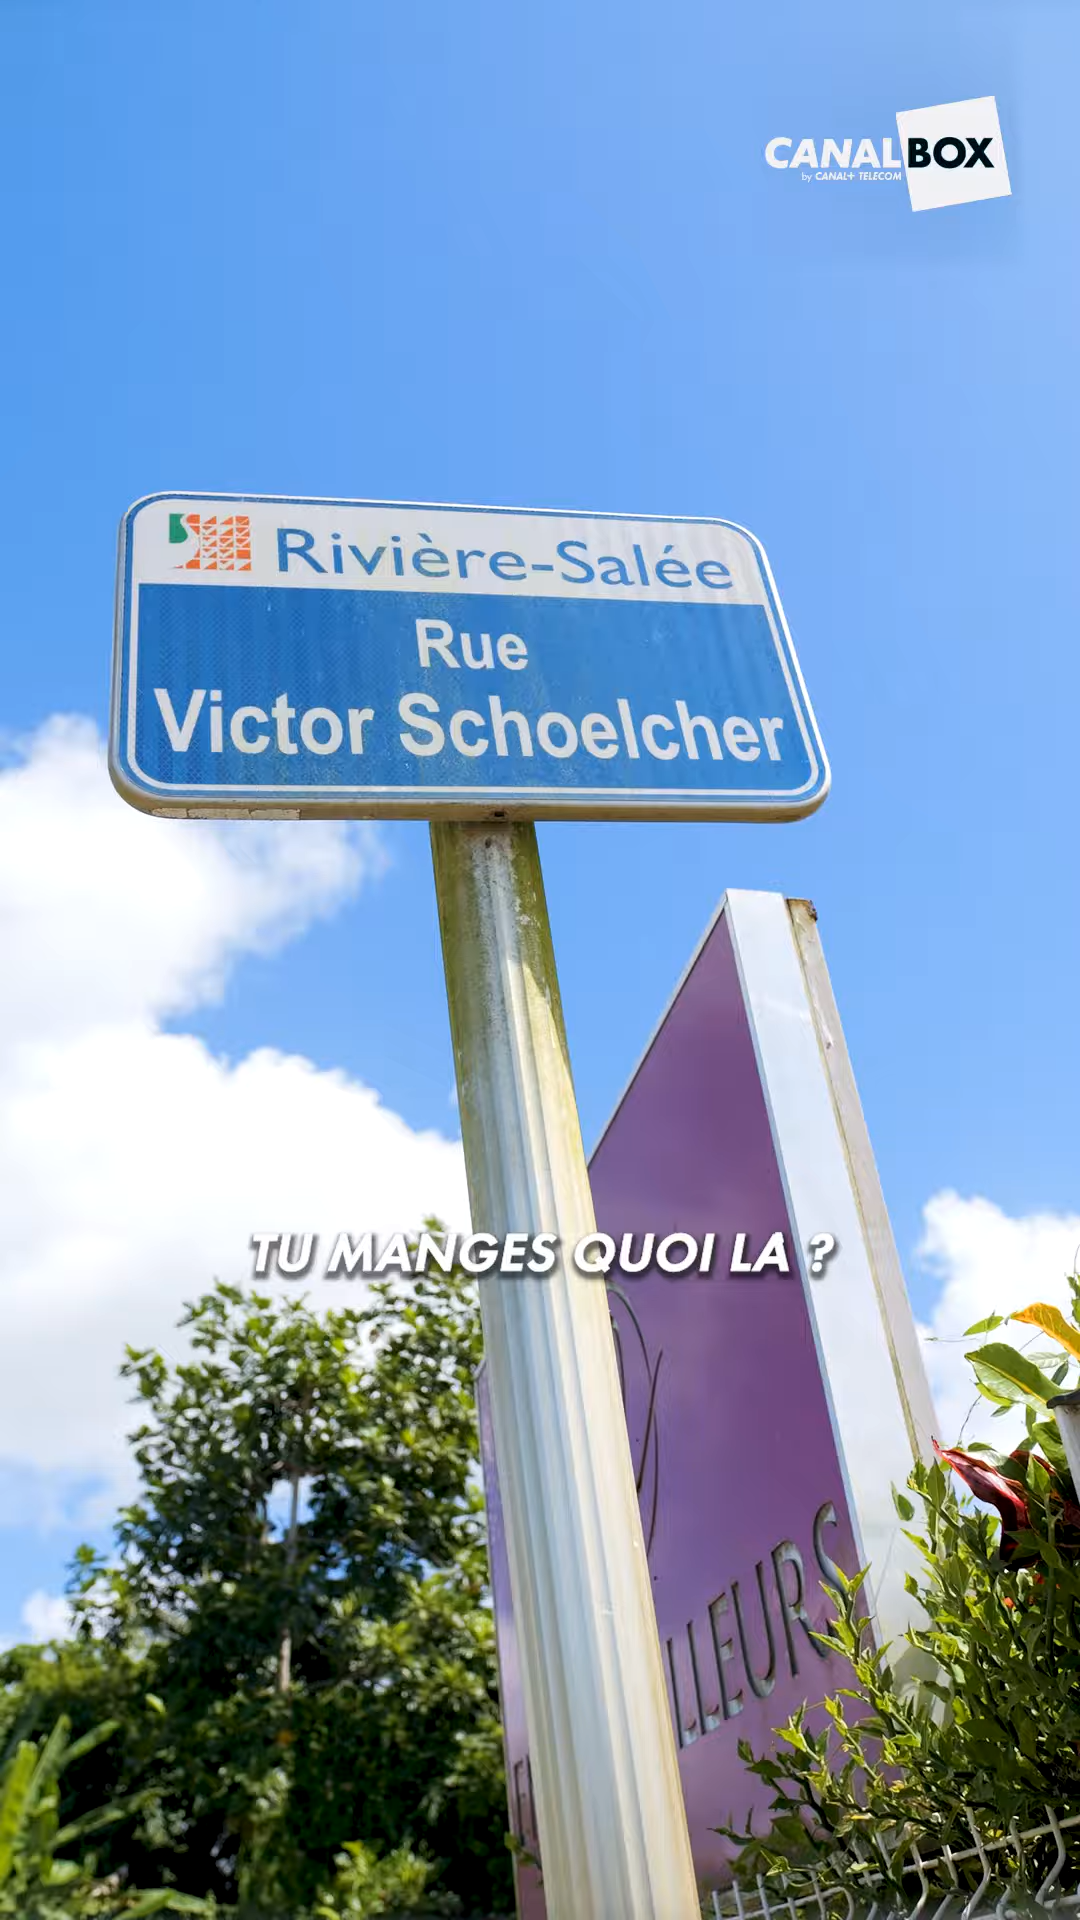 CANALBOX
by CANAL+ TELECOM
Rivière-Salée
Rue
Victor Schoelcher
TU MANGES QUOI LA ?
LLEURS